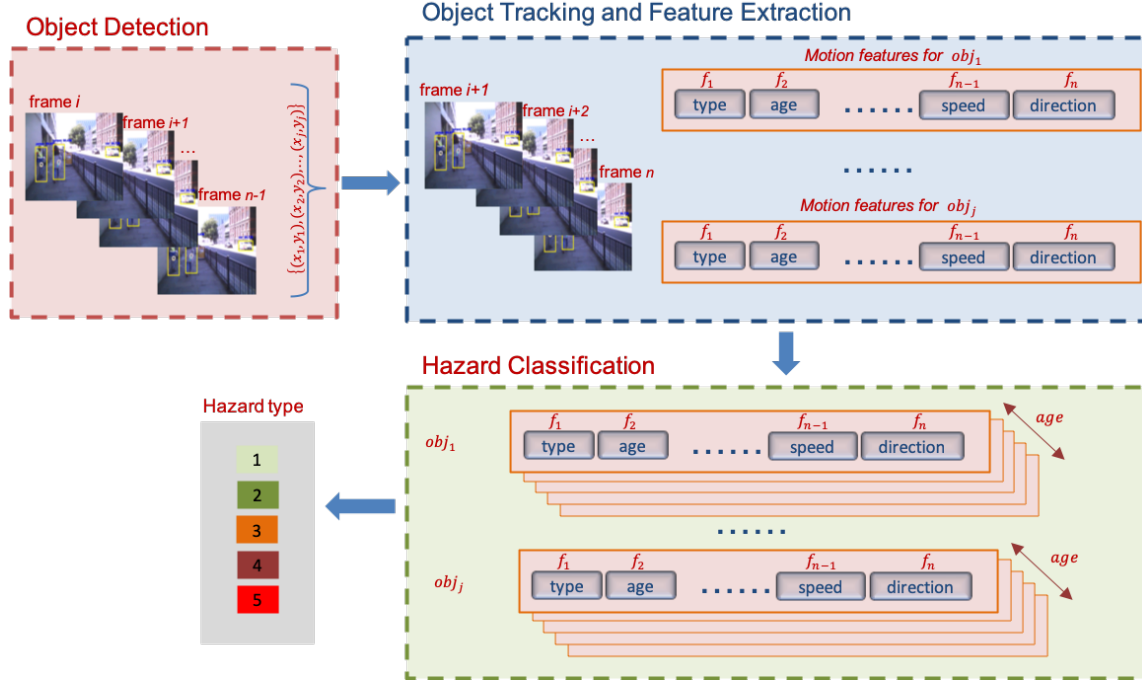 Object Detection
frame i
frame i+1
...
frame n-1
{(x₁,y₁),(x₂,y₂),...,(xⱼ,yⱼ)}
Object Tracking and Feature Extraction
frame i+1
frame i+2
...
frame n
Motion features for obj₁
f₁ f₂ fₙ₋₁ fₙ
type age ....... speed direction
......
Motion features for objⱼ
f₁ f₂ fₙ₋₁ fₙ
type age ....... speed direction
Hazard Classification
obj₁
f₁ f₂ fₙ₋₁ fₙ
type age ....... speed direction
age
......
objⱼ
f₁ f₂ fₙ₋₁ fₙ
type age ....... speed direction
age
Hazard type
1
2
3
4
5